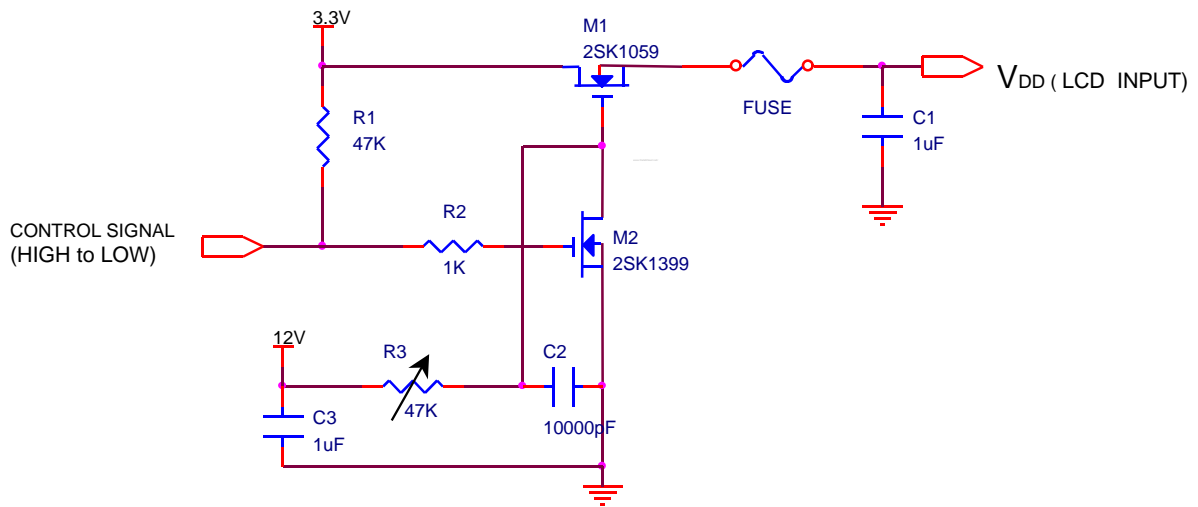 3.3V
M1
2SK1059
FUSE
VDD ( LCD INPUT)
R1
47K
C1
1uF
CONTROL SIGNAL
(HIGH to LOW)
R2
1K
M2
2SK1399
12V
R3
47K
C2
10000pF
C3
1uF